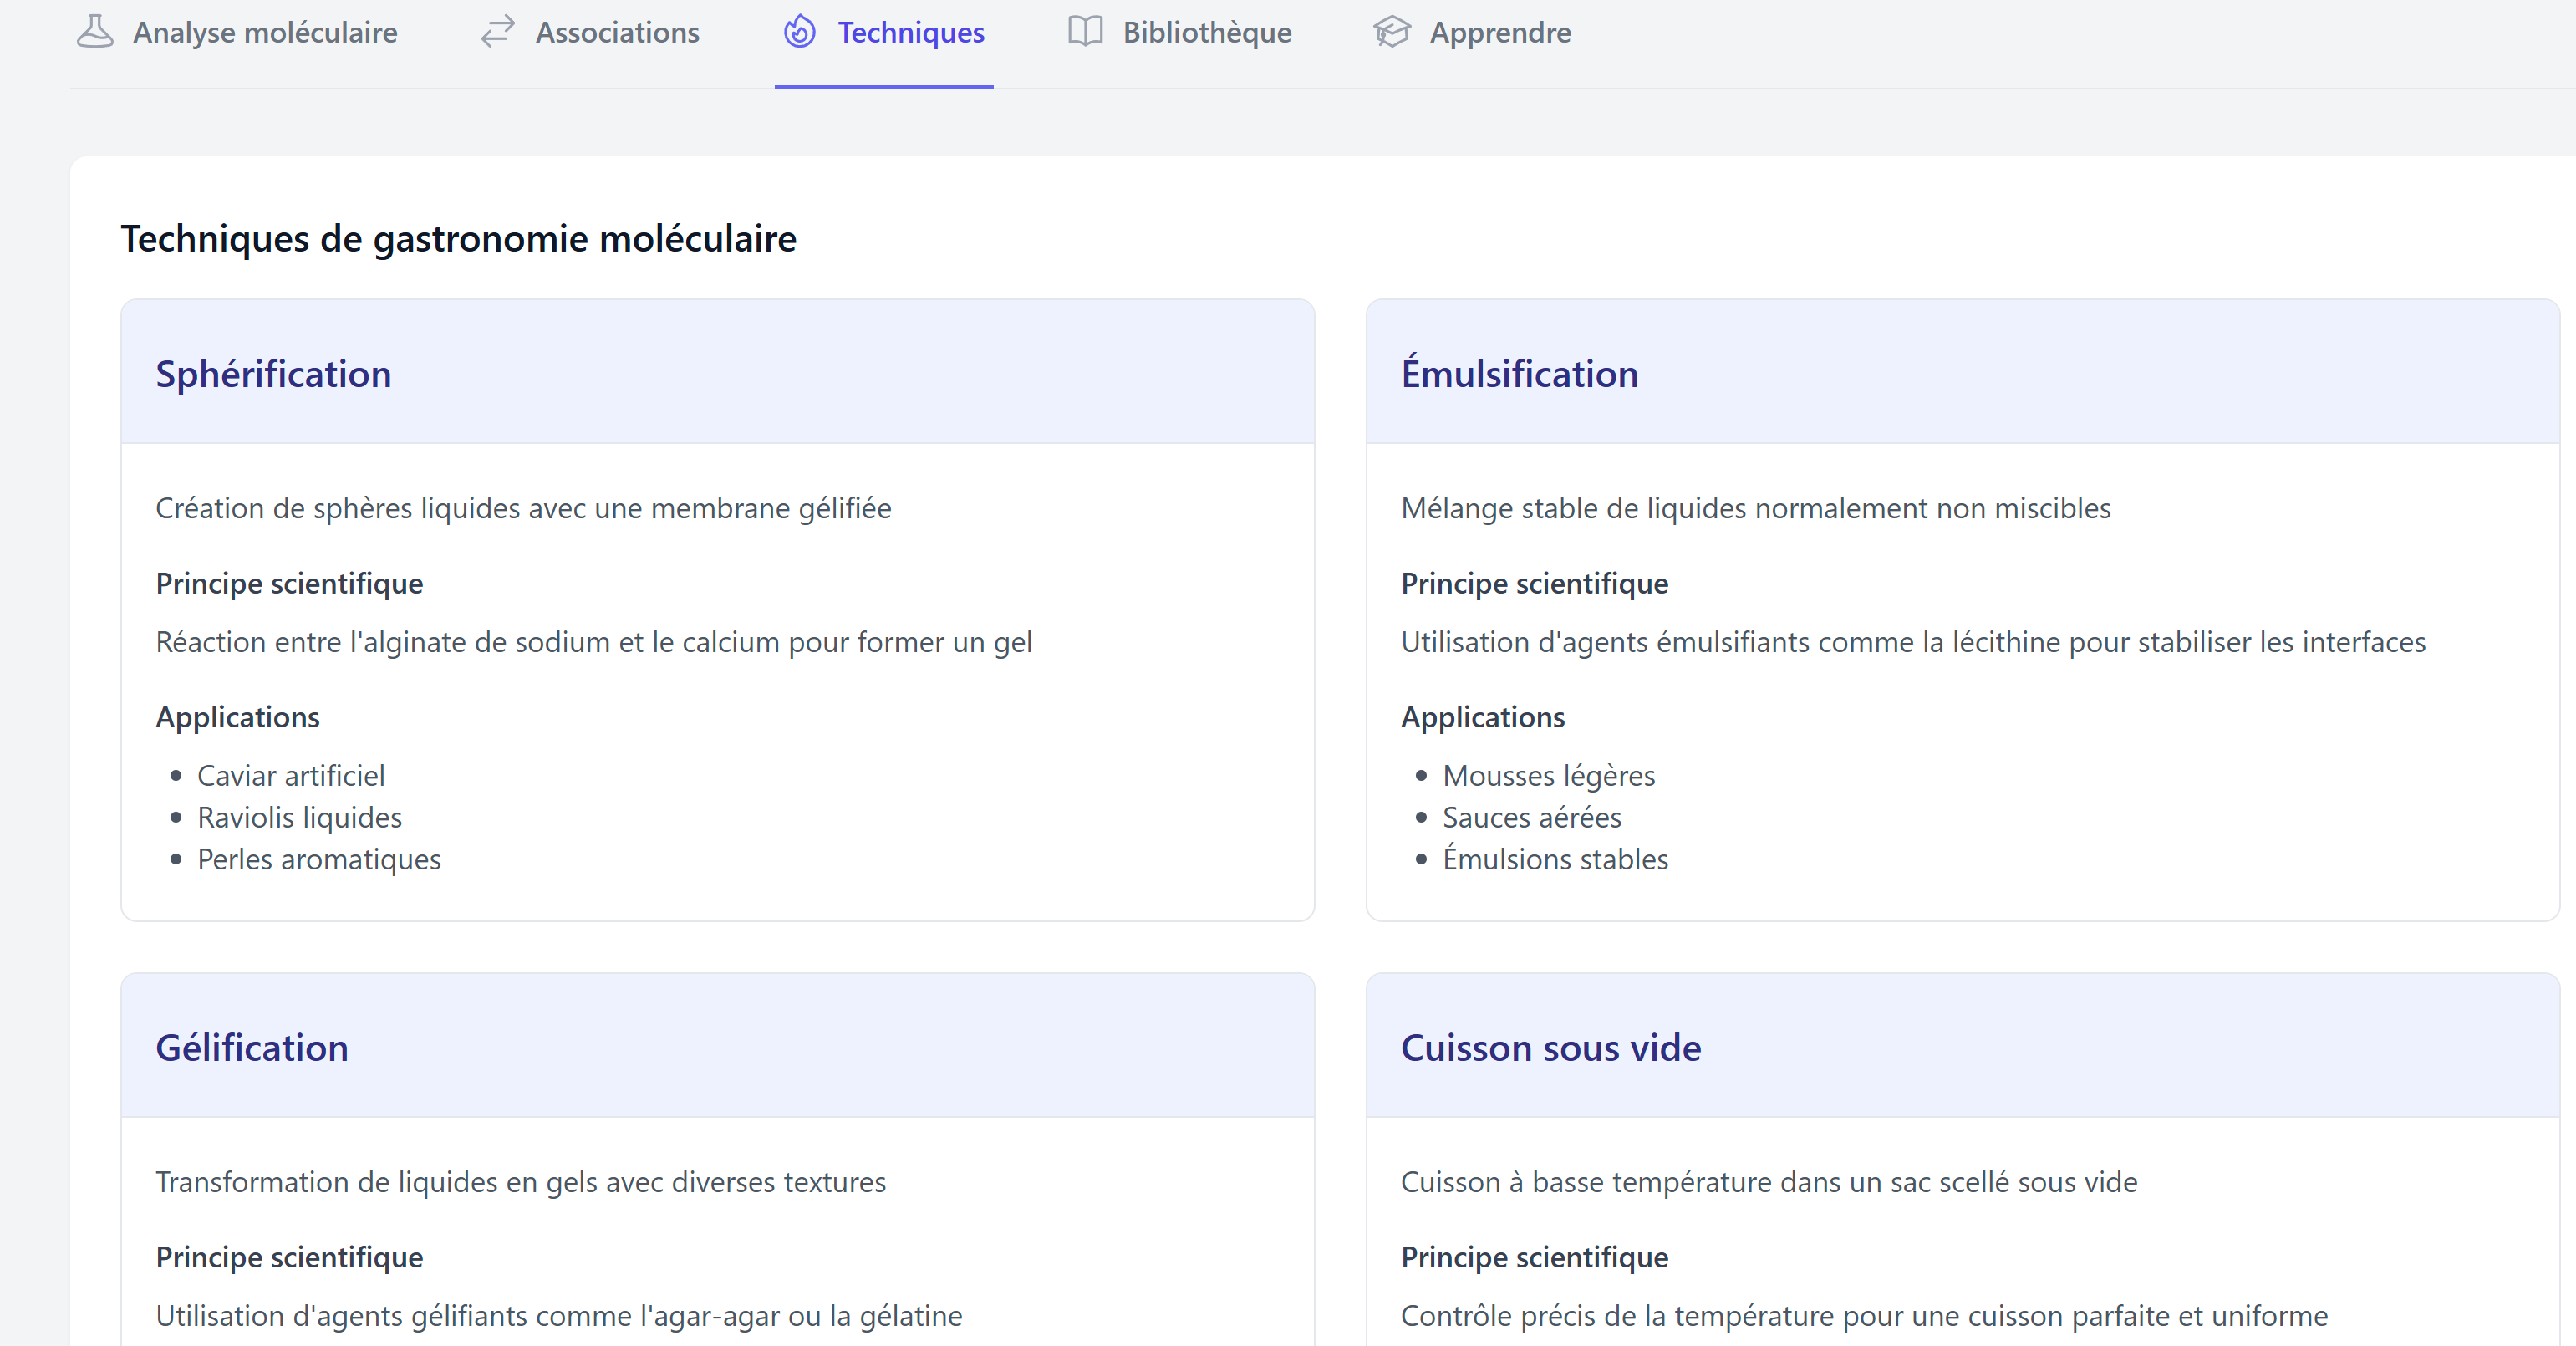 Analyse moléculaire
Associations
Techniques
Bibliothèque
Apprendre
Techniques de gastronomie moléculaire
Sphérification
Création de sphères liquides avec une membrane gélifiée
Principe scientifique
Réaction entre l'alginate de sodium et le calcium pour former un gel
Applications
Caviar artificiel
Raviolis liquides
Perles aromatiques
Émulsification
Mélange stable de liquides normalement non miscibles
Principe scientifique
Utilisation d'agents émulsifiants comme la lécithine pour stabiliser les interfaces
Applications
Mousses légères
Sauces aérées
Émulsions stables
Gélification
Transformation de liquides en gels avec diverses textures
Principe scientifique
Utilisation d'agents gélifiants comme l'agar-agar ou la gélatine
Cuisson sous vide
Cuisson à basse température dans un sac scellé sous vide
Principe scientifique
Contrôle précis de la température pour une cuisson parfaite et uniforme